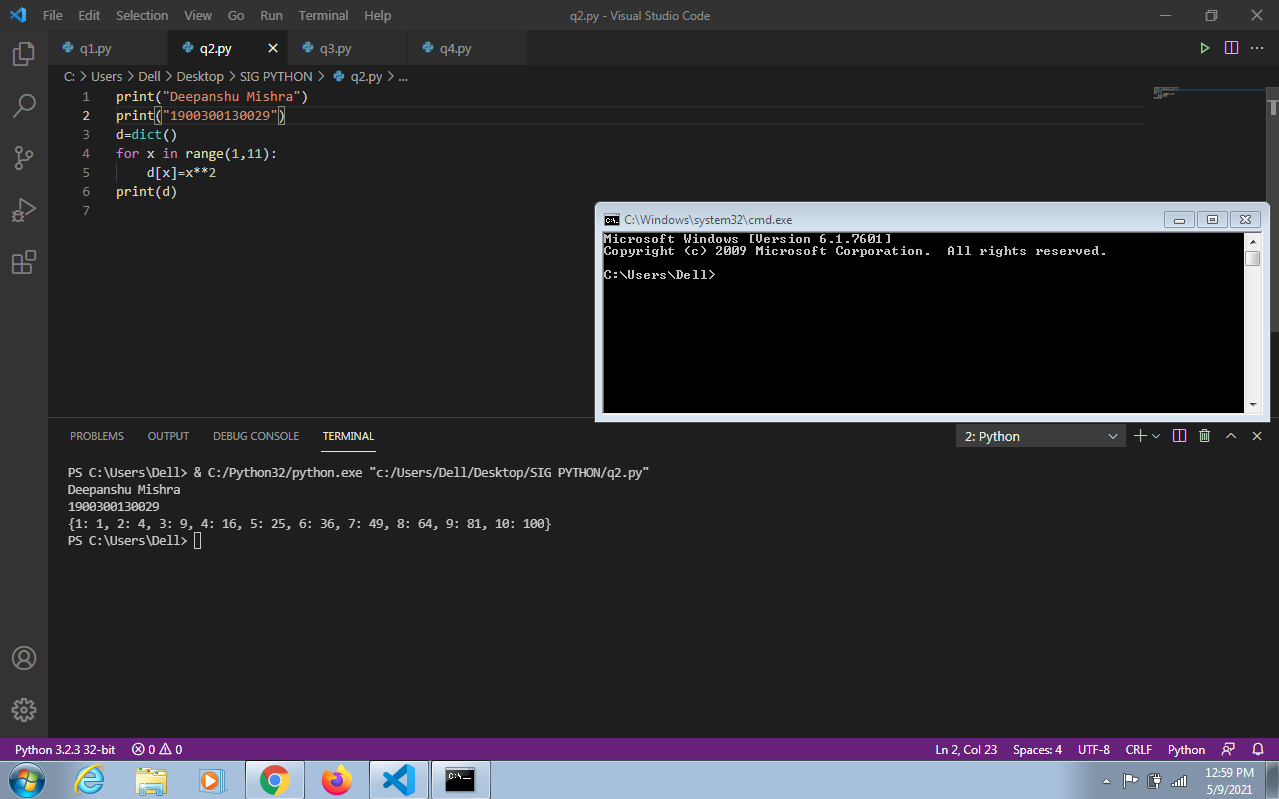 File Edit Selection View Go Run Terminal Help q2.py - Visual Studio Code
q1.py q2.py q3.py q4.py
C: > Users > Dell > Desktop > SIG PYTHON > q2.py > ...
1 print("Deepanshu Mishra")
2 print("1900300130029")
3 d=dict()
4 for x in range(1,11):
5 d[x]=x**2
6 print(d)
7
C:\Windows\system32\cmd.exe
Microsoft Windows [Version 6.1.7601]
Copyright (c) 2009 Microsoft Corporation. All rights reserved.
C:\Users\Dell>
PROBLEMS OUTPUT DEBUG CONSOLE TERMINAL 2: Python
PS C:\Users\Dell> & C:/Python32/python.exe "c:/Users/Dell/Desktop/SIG PYTHON/q2.py"
Deepanshu Mishra
1900300130029
{1: 1, 2: 4, 3: 9, 4: 16, 5: 25, 6: 36, 7: 49, 8: 64, 9: 81, 10: 100}
PS C:\Users\Dell>
Python 3.2.3 32-bit 0 0 Ln 2, Col 23 Spaces: 4 UTF-8 CRLF Python
12:59 PM
5/9/2021